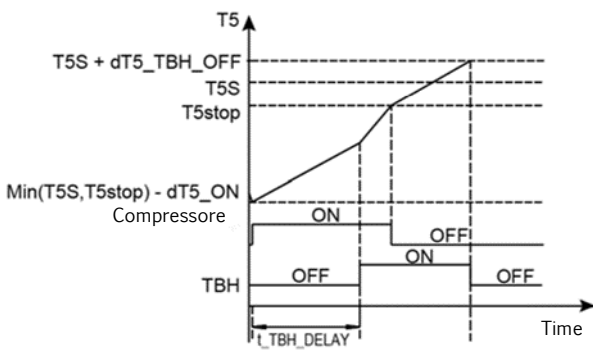 T5
T5S + dT5_TBH_OFF
T5S
T5stop
Min(T5S,T5stop) - dT5_ON
Compressore
ON
OFF
ON
TBH
OFF
OFF
Time
t_TBH_DELAY